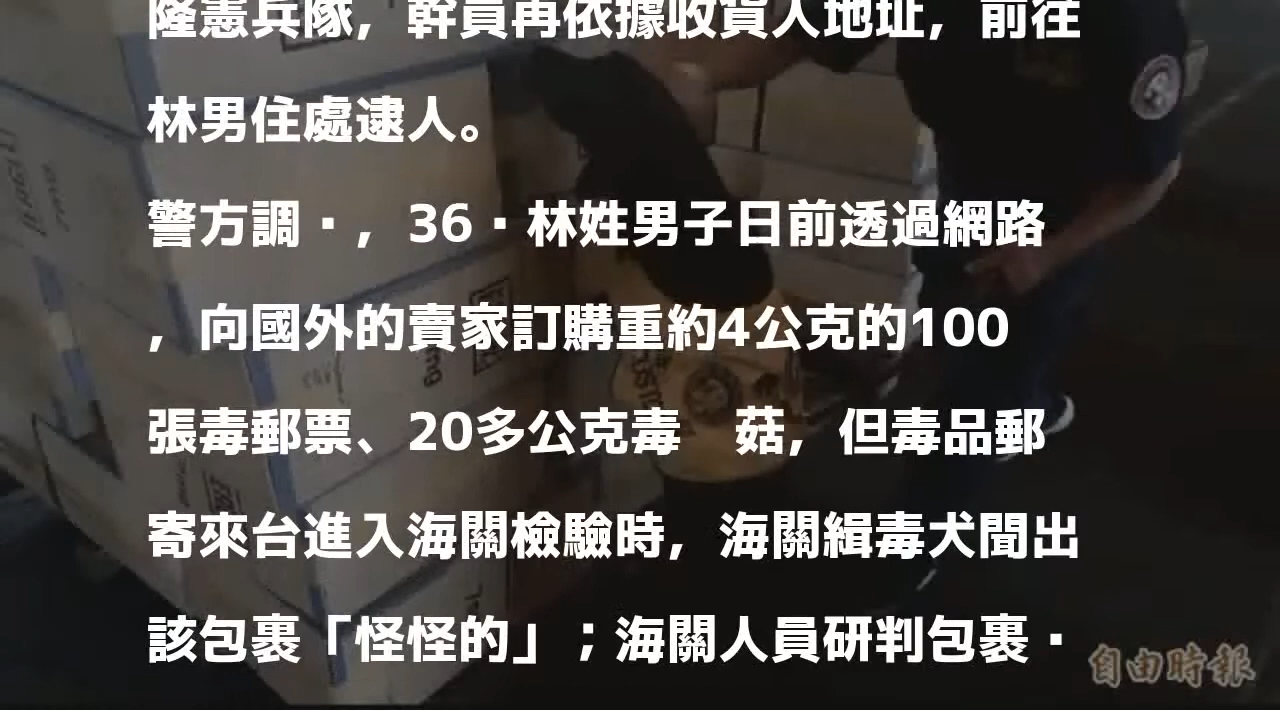 隆憲兵隊，幹員再依據收貨人地址，前往
林男住處逮人。
警方調·，36·林姓男子日前透過網路
，向國外的賣家訂購重約4公克的100
張毒郵票、20多公克毒　菇，但毒品郵
寄來台進入海關檢驗時，海關緝毒犬聞出
該包裹「怪怪的」；海關人員研判包裹·
自由時報